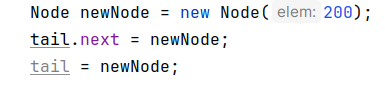 Node newNode = new Node( elem: 200);
tail.next = newNode;
tail = newNode;